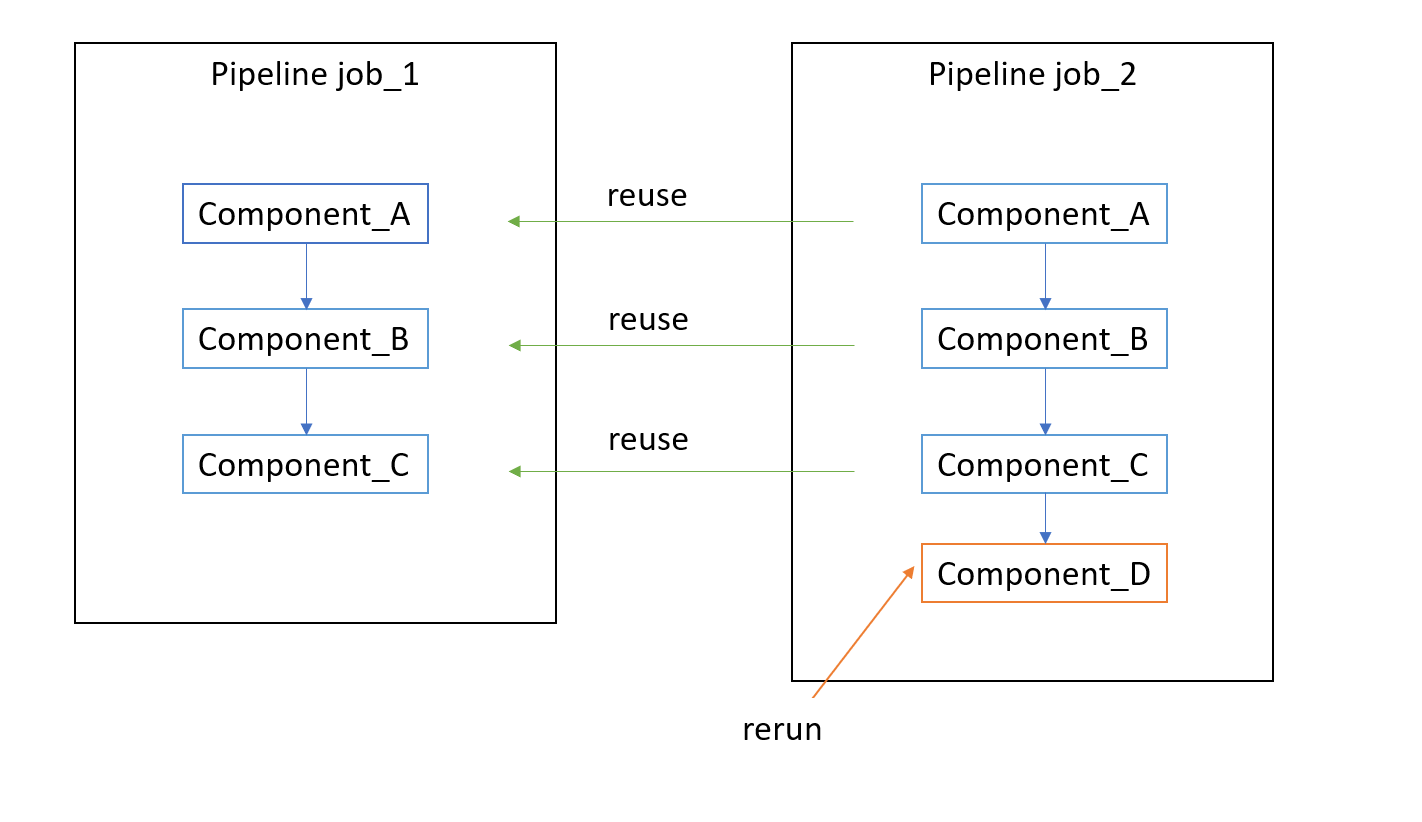 Pipeline job_1
Pipeline job_2
Component_A
reuse
Component_A
Component_B
reuse
Component_B
Component_C
reuse
Component_C
Component_D
rerun